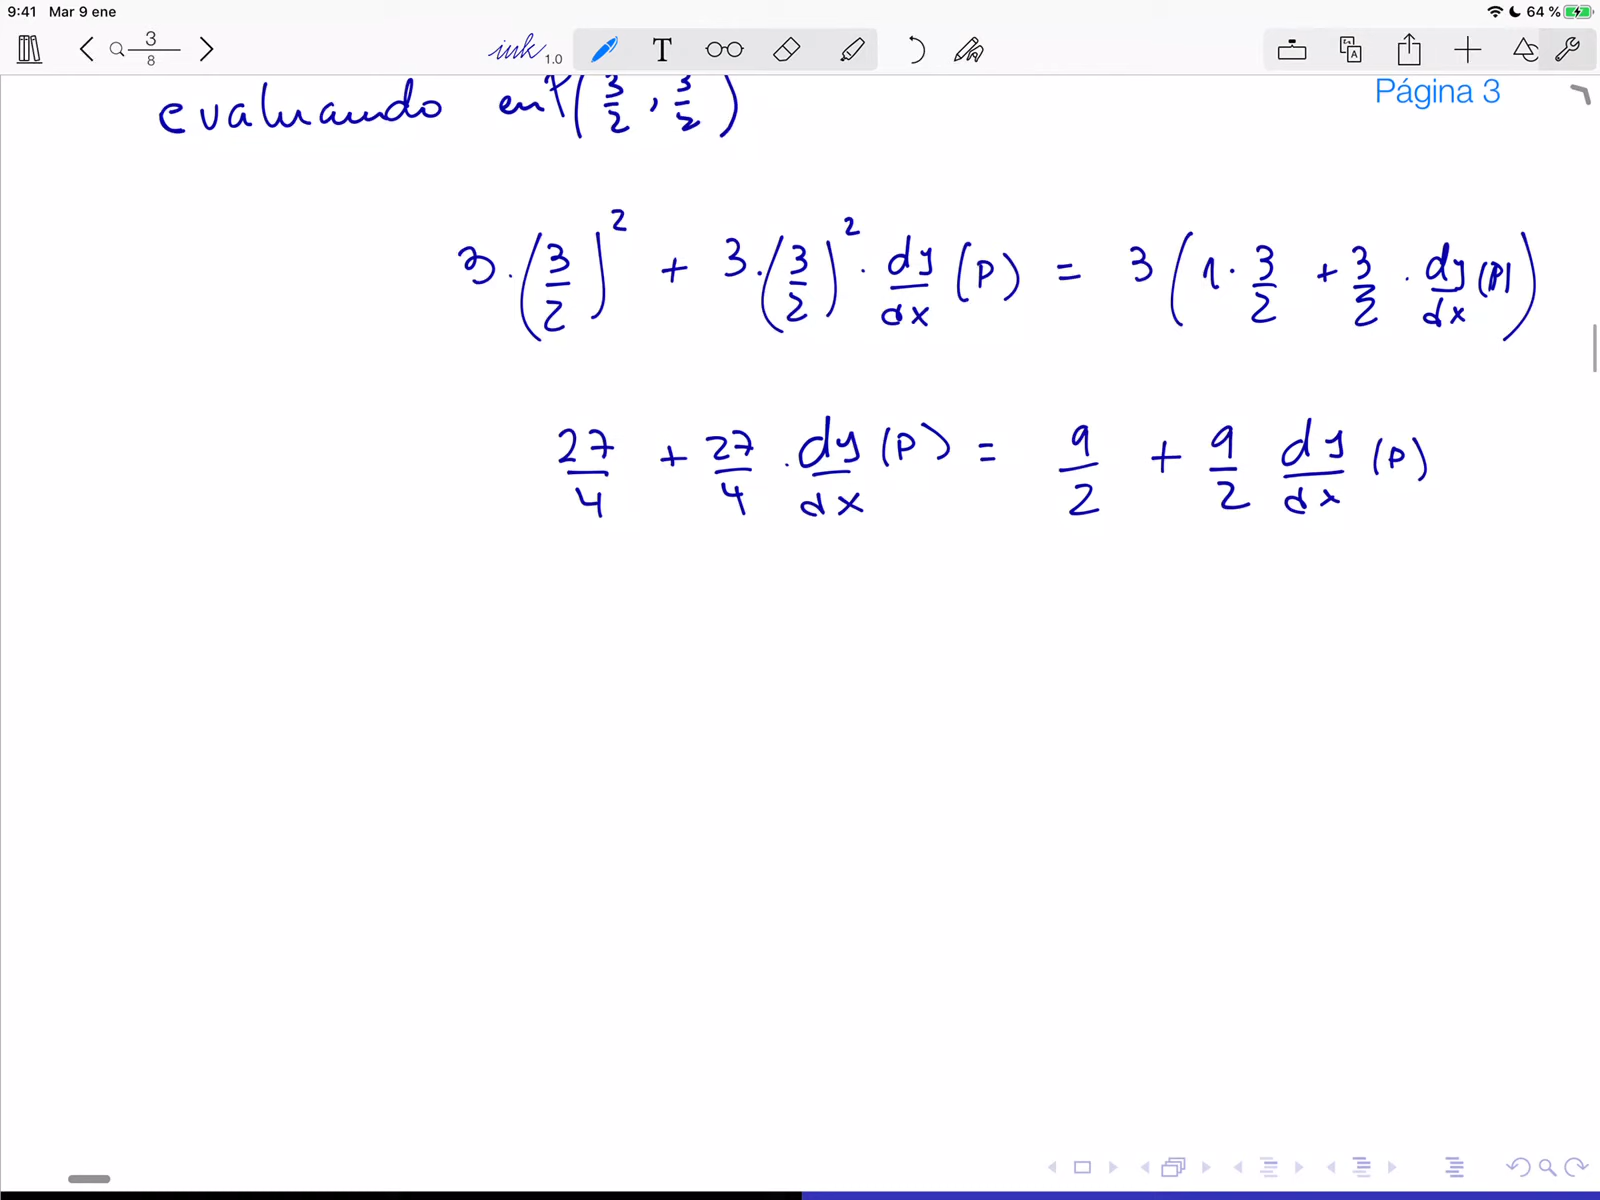 9:41 Mar 9 ene 64 %
3
8
ink 1.0 T A
Página 3
evaluando en P(3/2, 3/2)
3·(3/2)² + 3·(3/2)²·dy/dx (P) = 3(1·3/2 + 3/2·dy/dx (P))
27/4 + 27/4·dy/dx (P) = 9/2 + 9/2 dy/dx (P)